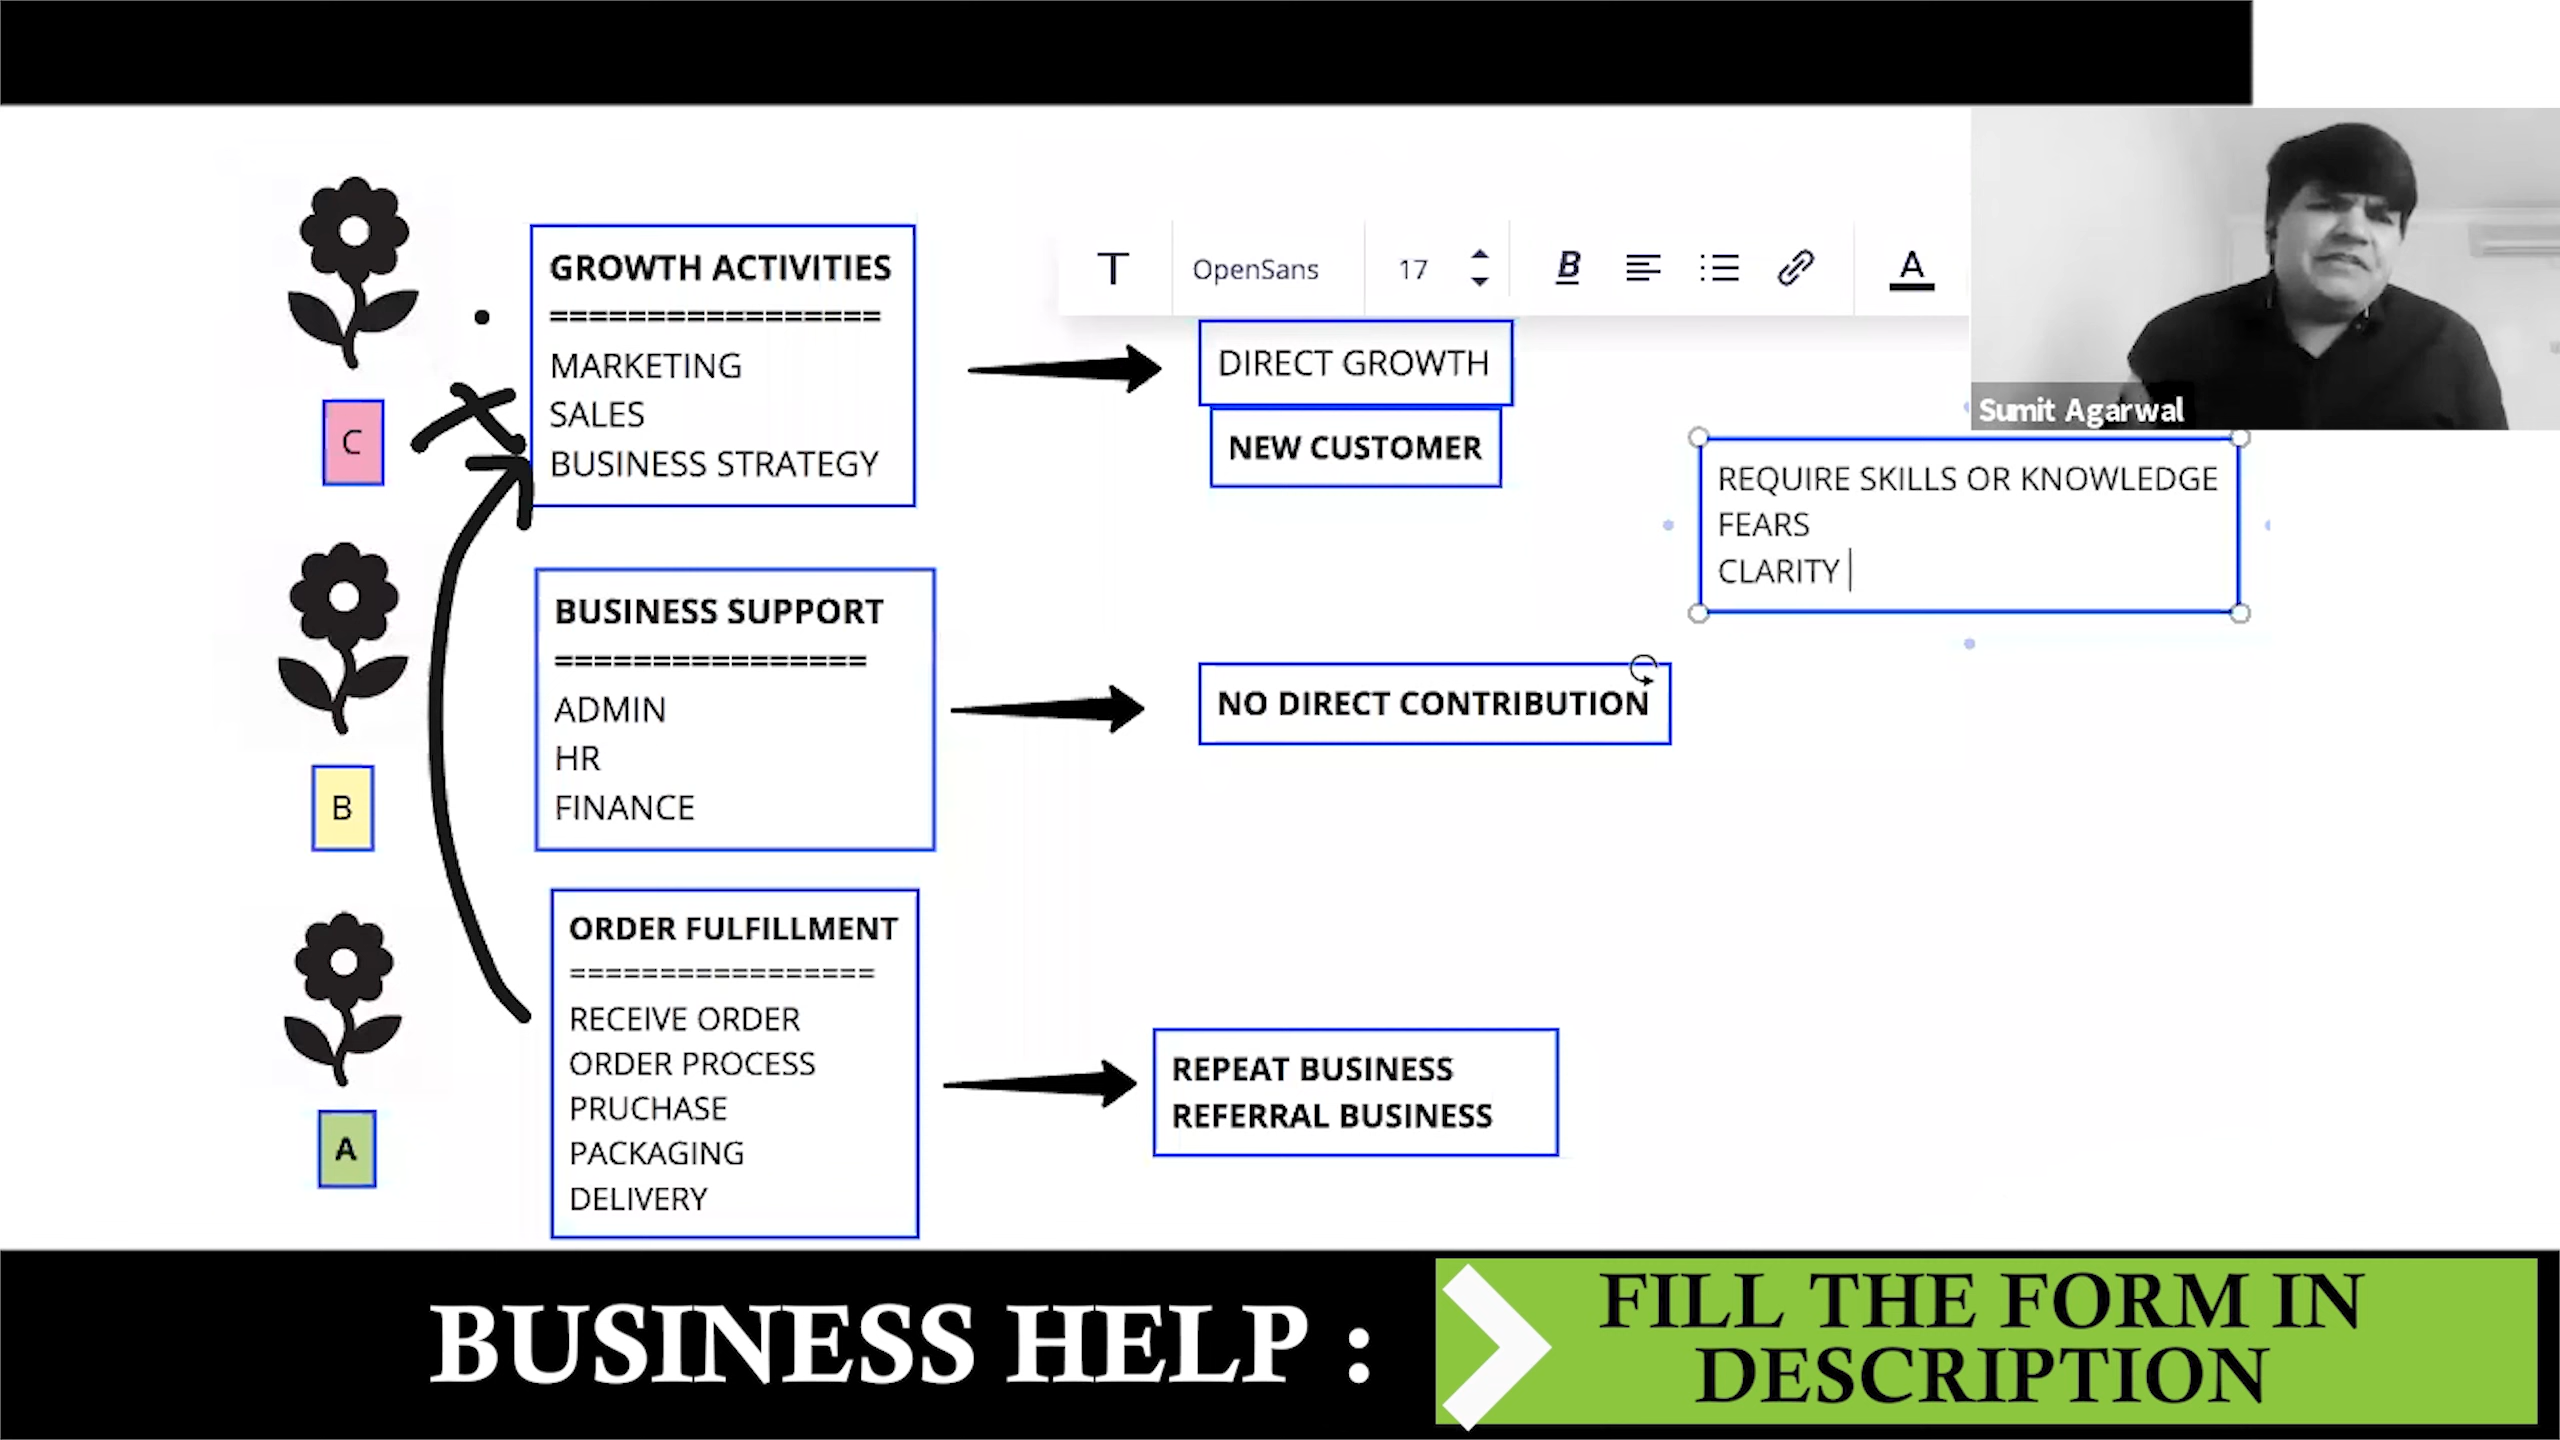 GROWTH ACTIVITIES
=================
MARKETING
SALES
BUSINESS STRATEGY
C
T OpenSans 17 B A
DIRECT GROWTH
NEW CUSTOMER
Sumit Agarwal
REQUIRE SKILLS OR KNOWLEDGE
FEARS
CLARITY
BUSINESS SUPPORT
================
ADMIN
HR
FINANCE
B
NO DIRECT CONTRIBUTION
ORDER FULFILLMENT
=================
RECEIVE ORDER
ORDER PROCESS
PRUCHASE
PACKAGING
DELIVERY
A
REPEAT BUSINESS
REFERRAL BUSINESS
BUSINESS HELP :
FILL THE FORM IN
DESCRIPTION